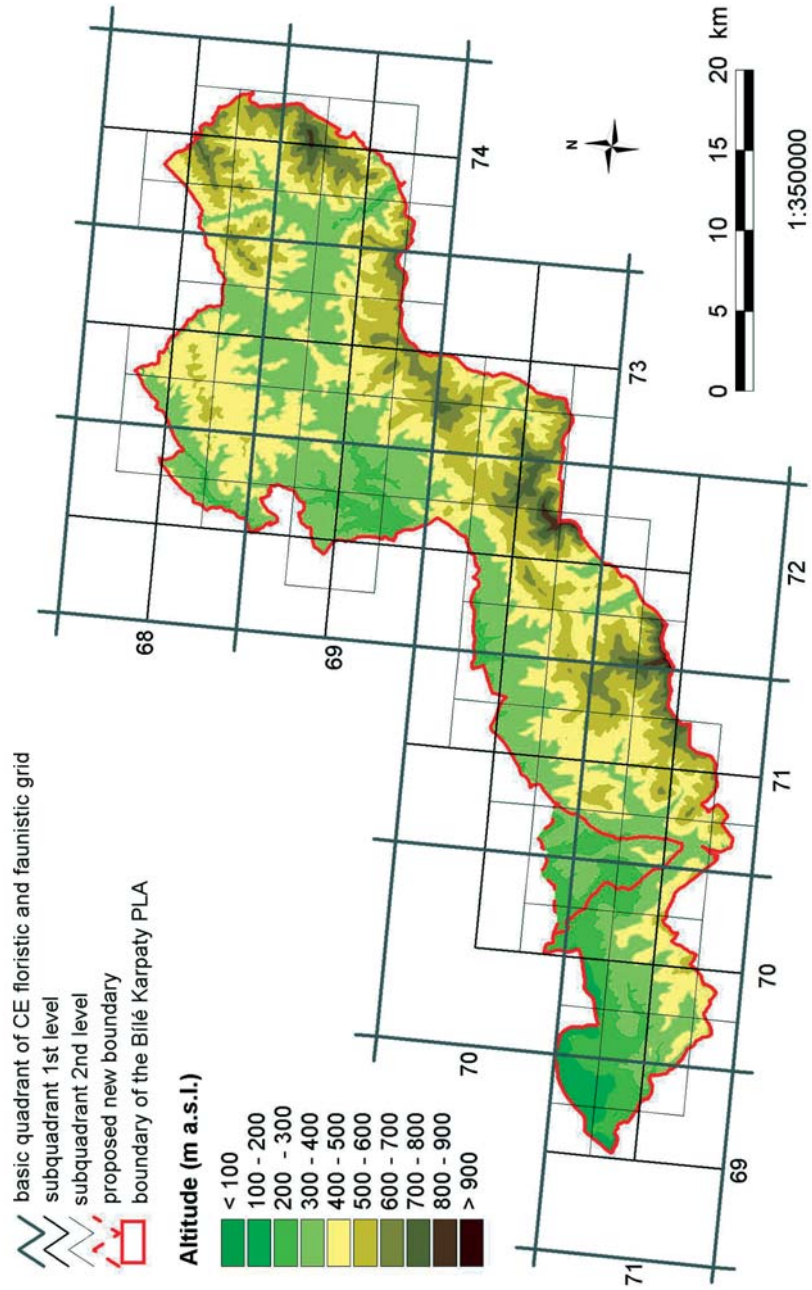 basic quadrant of CE floristic and faunistic grid
subquadrant 1st level
subquadrant 2nd level
proposed new boundary
boundary of the Bílé Karpaty PLA
Altitude (m a.s.l.)
< 100
100 - 200
200 - 300
300 - 400
400 - 500
500 - 600
600 - 700
700 - 800
800 - 900
> 900
68
69
70
71
69
70
71
72
73
74
N
0 5 10 15 20 km
1:350000